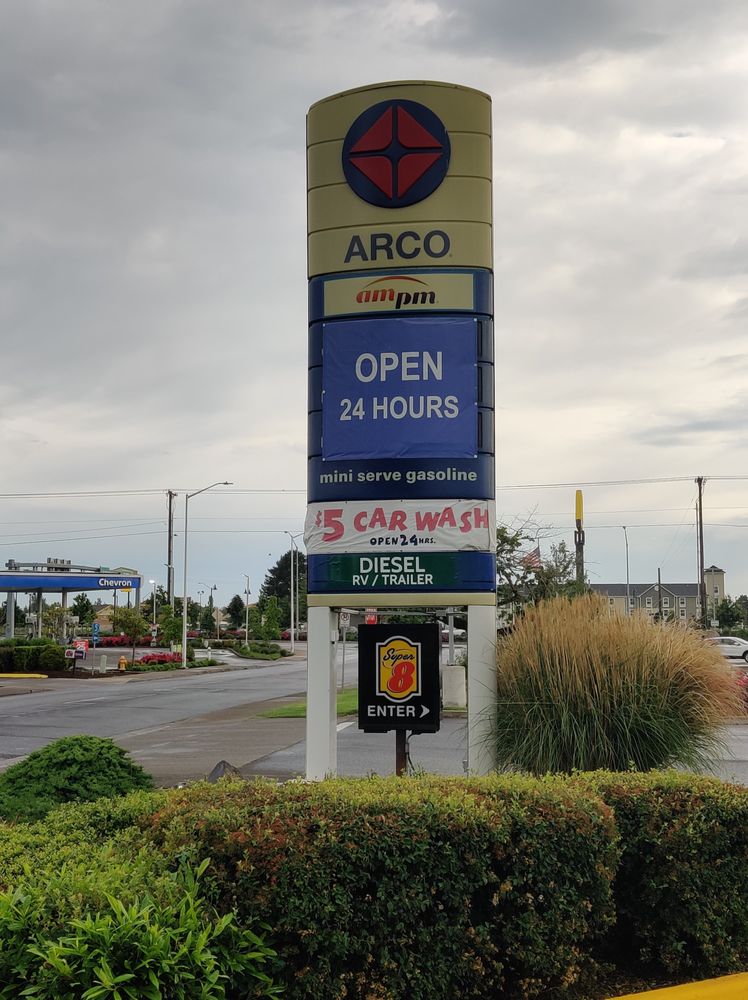 ARCO
ampm
OPEN
24 HOURS
mini serve gasoline
$5 CAR WASH
OPEN 24 HRS.
DIESEL
RV / TRAILER
Chevron
Super
8
ENTER